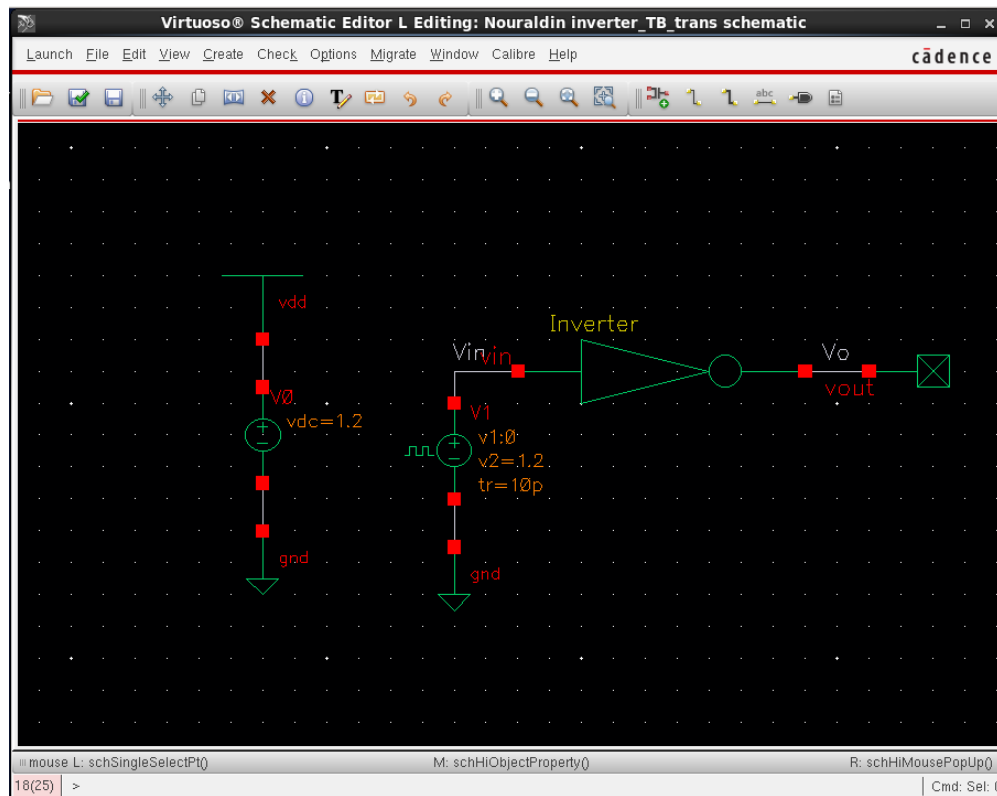 Virtuoso® Schematic Editor L Editing: Nouraldin inverter_TB_trans schematic
Launch File Edit View Create Check Options Migrate Window Calibre Help
cādence
abc
vdd
V0
vdc=1.2
gnd
Vin
vin
V1
v1:0
v2=1.2
tr=10p
gnd
Inverter
Vo
vout
mouse L: schSingleSelectPt()
M: schHiObjectProperty()
R: schHiMousePopUp()
18(25)
>
Cmd: Sel: